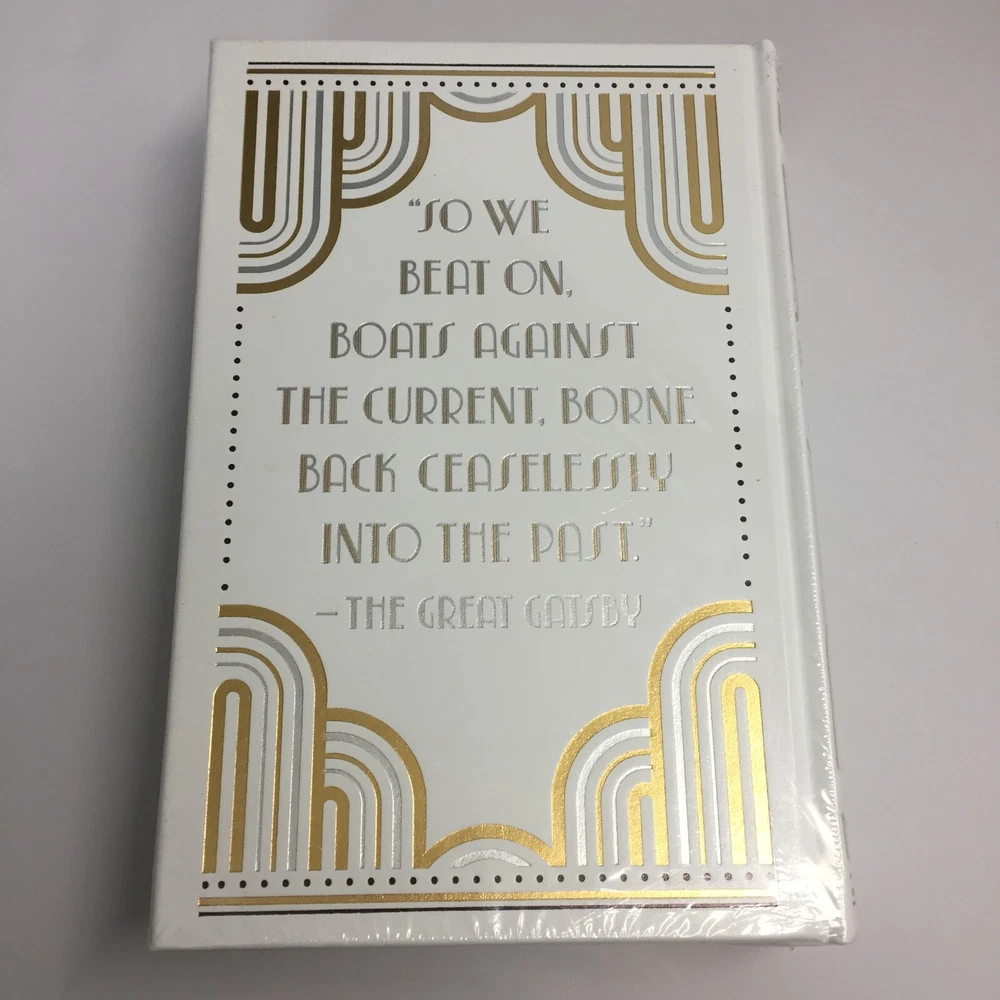 “SO WE
BEAT ON,
BOATS AGAINST
THE CURRENT, BORNE
BACK CEASELESSLY
INTO THE PAST.”
—THE GREAT GATSBY